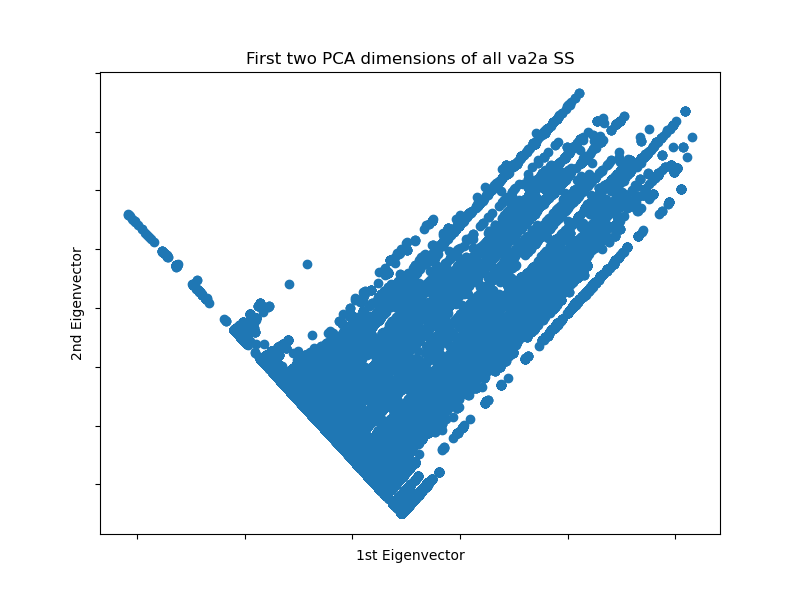 First two PCA dimensions of all va2a SS
2nd Eigenvector
1st Eigenvector